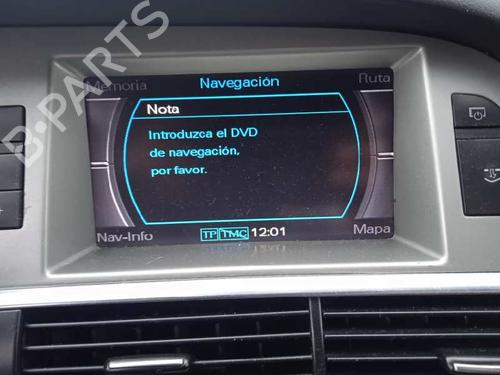 Navegación
Memoria
Ruta
Nota
Introduzca el DVD
de navegación,
por favor.
Nav-Info
TP TMC 12:01
Mapa
B-PARTS